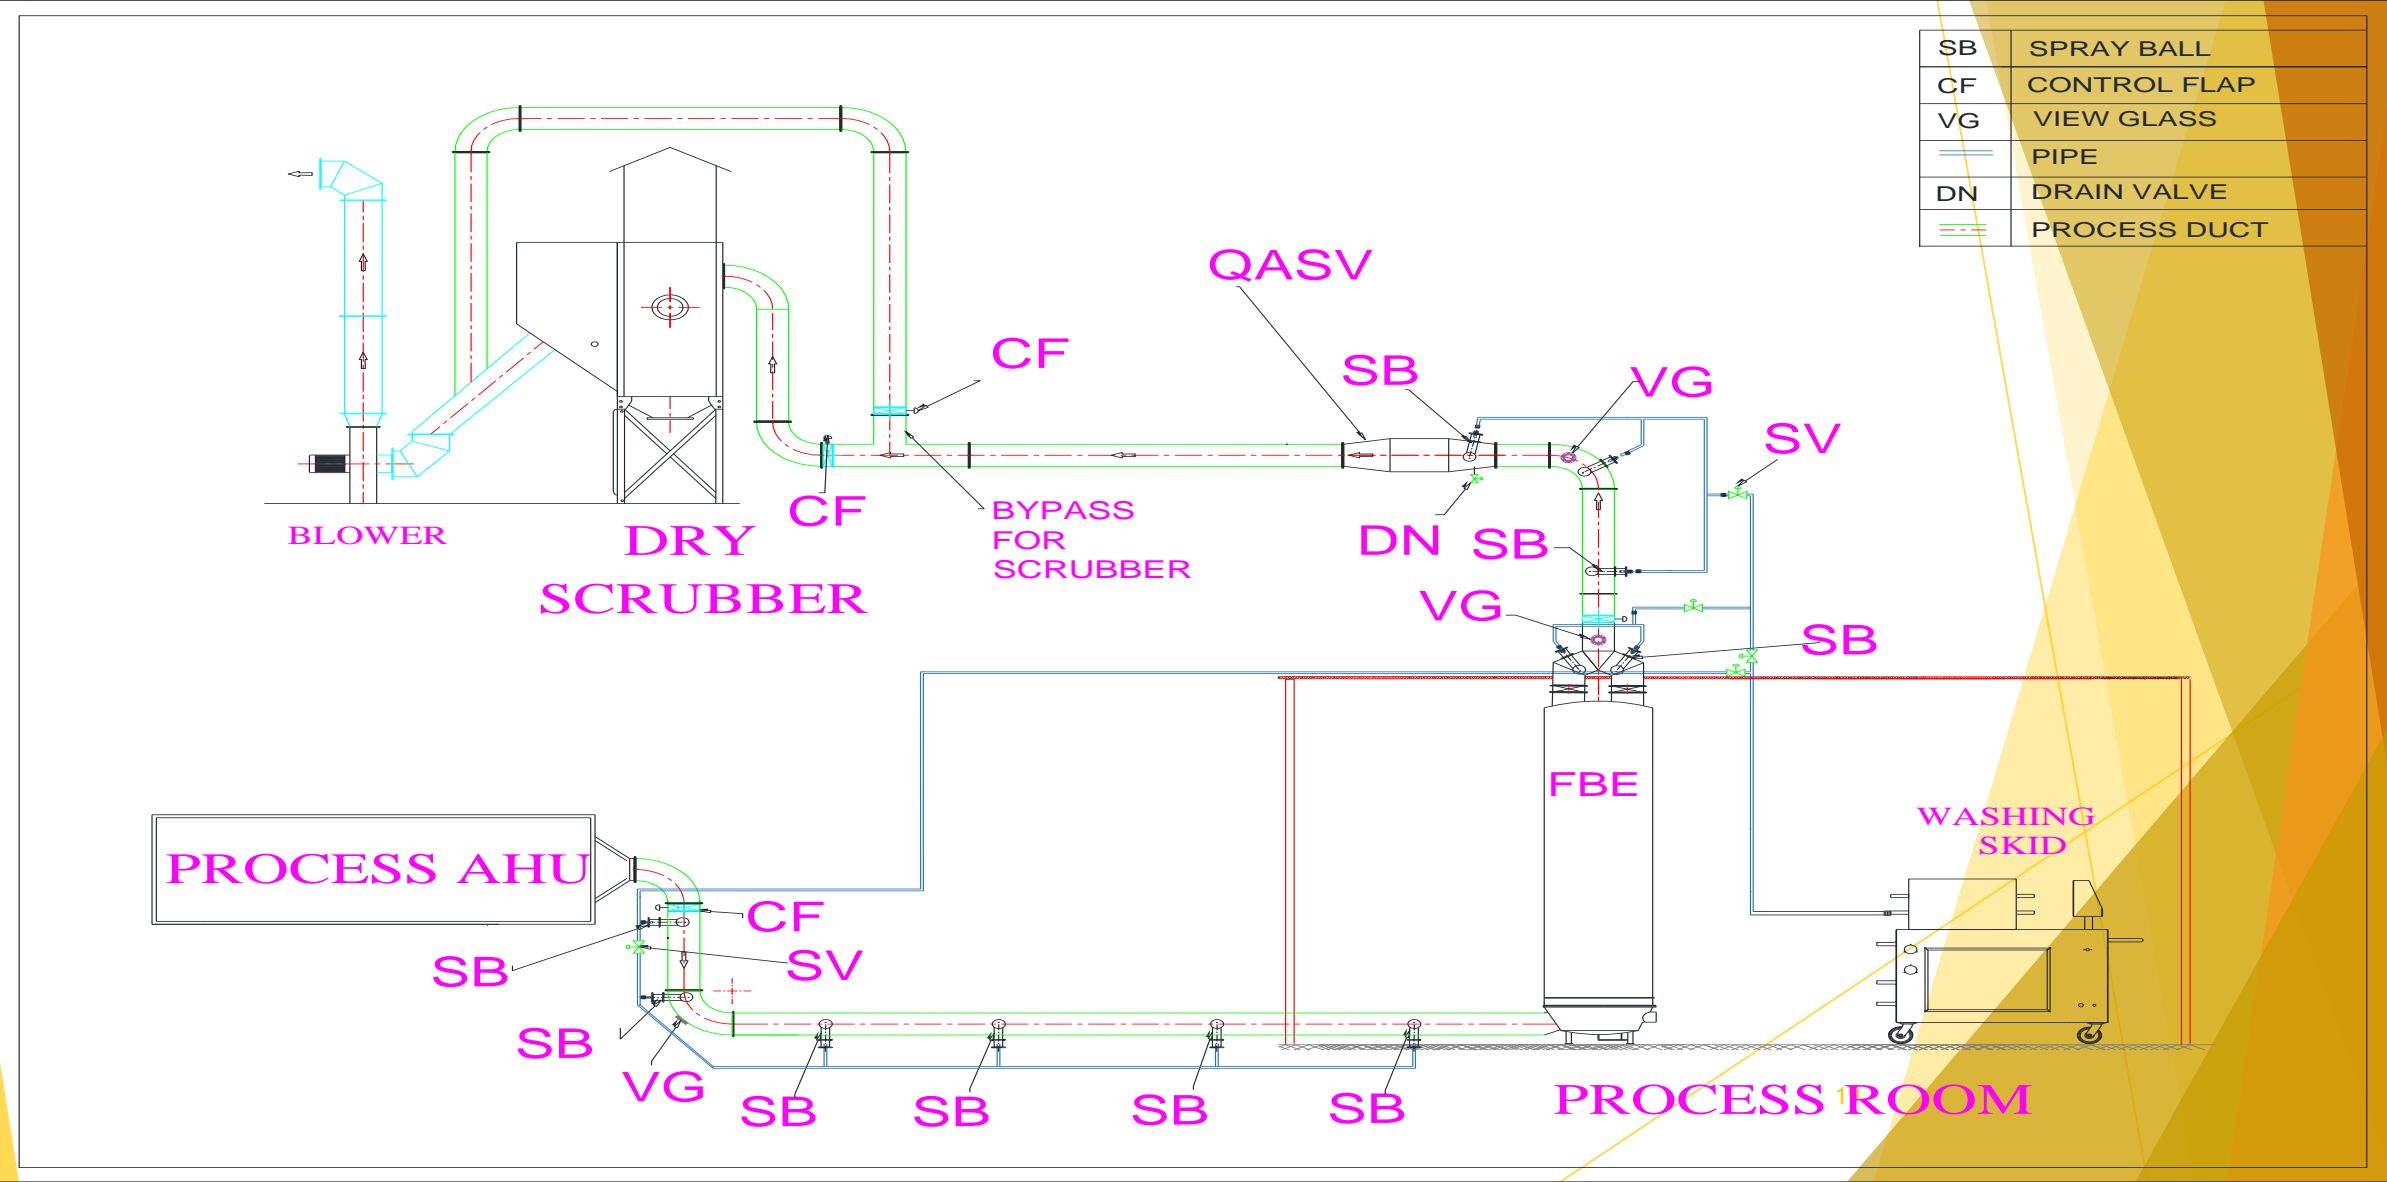 SB SPRAY BALL
CF CONTROL FLAP
VG VIEW GLASS
PIPE
DN DRAIN VALVE
PROCESS DUCT
QASV
CF
SB
VG
SV
CF
BYPASS
FOR
SCRUBBER
DN
SB
BLOWER
DRY
SCRUBBER
VG
SB
FBE
WASHING
SKID
PROCESS AHU
CF
SV
SB
SB
VG
SB
SB
SB
SB
PROCESS ROOM